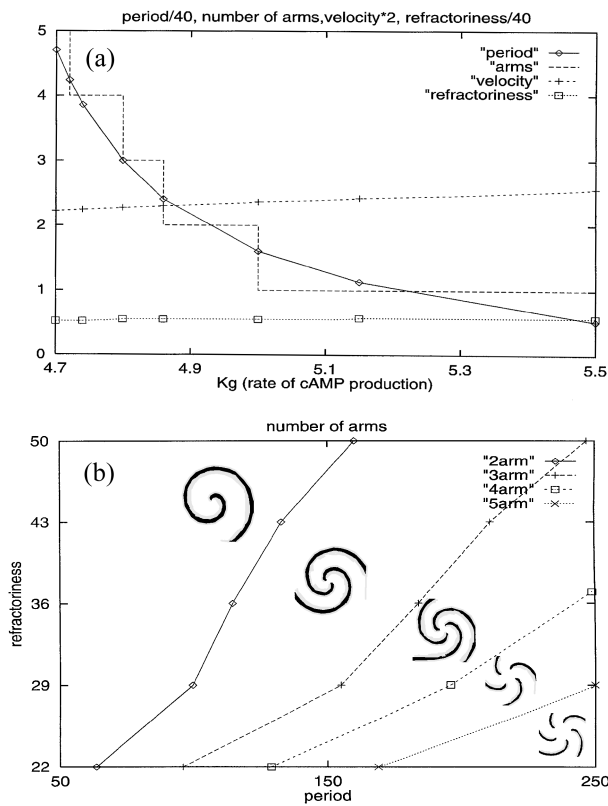 period/40, number of arms,velocity*2, refractoriness/40
(a)
"period"
"arms"
"velocity"
"refractoriness"
5
4
3
2
1
0
4.7 4.9 5.1 5.3 5.5
Kg (rate of cAMP production)
number of arms
(b)
"2arm"
"3arm"
"4arm"
"5arm"
50
43
36
29
22
refractoriness
50 150 250
period